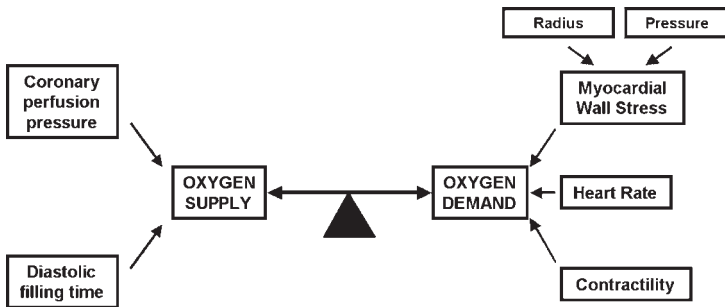 Radius
Pressure
Coronary
perfusion
pressure
Myocardial
Wall Stress
OXYGEN
SUPPLY
OXYGEN
DEMAND
Heart Rate
Diastolic
filling time
Contractility